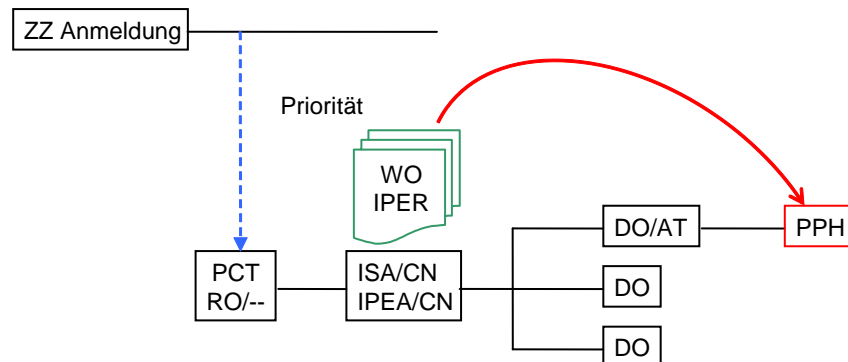 ZZ Anmeldung
Priorität
WO
IPER
DO/AT
PPH
PCT
RO/--
ISA/CN
IPEA/CN
DO
DO